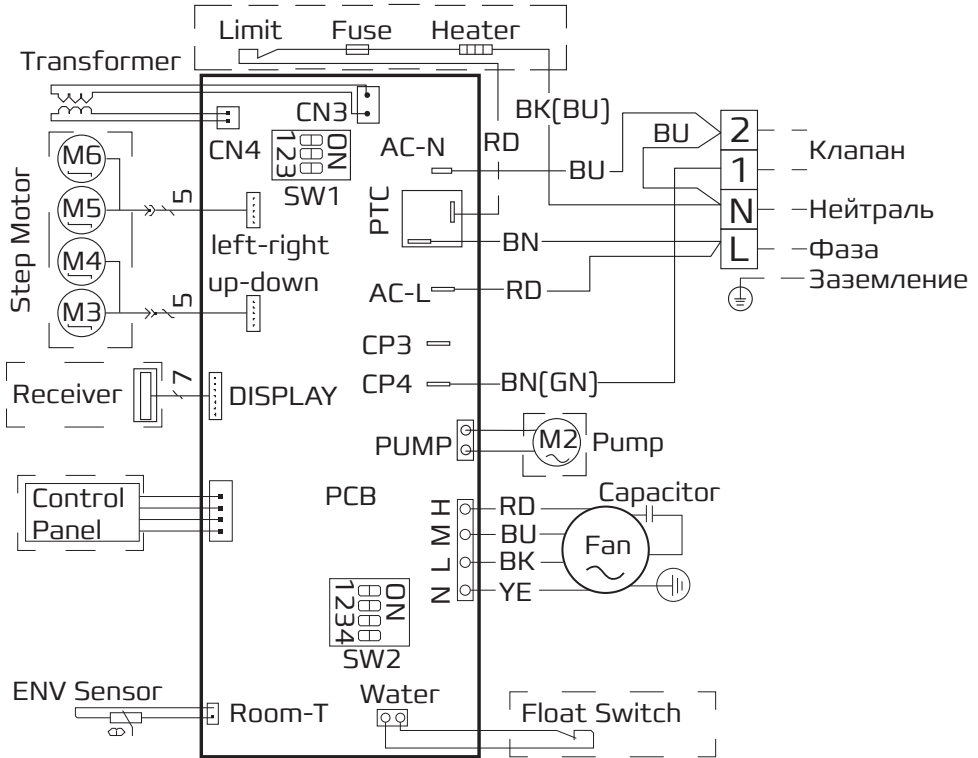 Limit Fuse Heater
Transformer
CN3
BK(BU)
CN4
123
ON
SW1
AC-N
RD
BU
BU
2
1
N
L
Клапан
Нейтраль
Фаза
Заземление
Step Motor
M6
M5
M4
M3
5
5
left-right
up-down
PTC
BN
AC-L
RD
CP3
CP4
BN(GN)
Receiver
7
DISPLAY
PUMP
M2
Pump
Control
Panel
PCB
N L M H
RD
BU
BK
YE
Capacitor
Fan
1234
ON
SW2
ENV Sensor
Room-T
Water
Float Switch